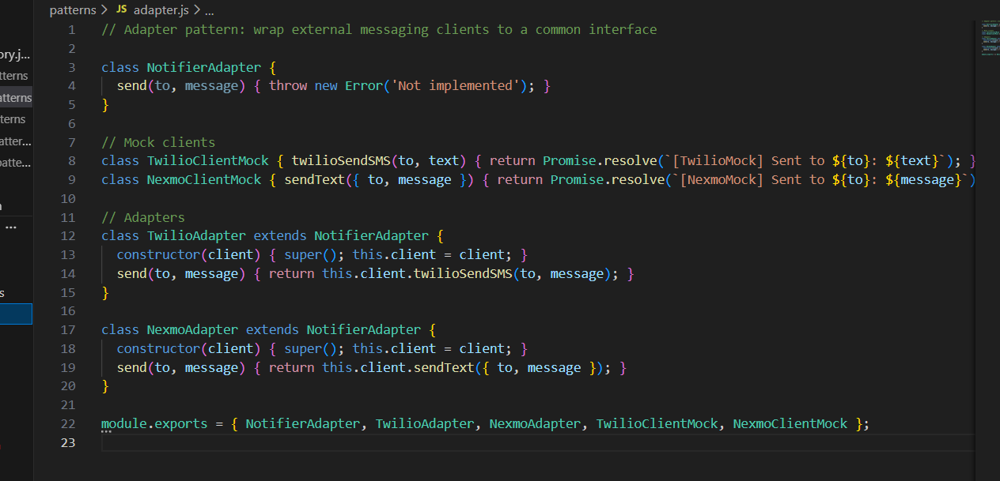 patterns > JS adapter.js > ...
ory.j...
tterns
atterns
terns
atter...
patte...
...
s
1 // Adapter pattern: wrap external messaging clients to a common interface
2
3 class NotifierAdapter {
4 send(to, message) { throw new Error('Not implemented'); }
5 }
6
7 // Mock clients
8 class TwilioClientMock { twilioSendSMS(to, text) { return Promise.resolve(`[TwilioMock] Sent to ${to}: ${text}`); }
9 class NexmoClientMock { sendText({ to, message }) { return Promise.resolve(`[NexmoMock] Sent to ${to}: ${message}`)
10
11 // Adapters
12 class TwilioAdapter extends NotifierAdapter {
13 constructor(client) { super(); this.client = client; }
14 send(to, message) { return this.client.twilioSendSMS(to, message); }
15 }
16
17 class NexmoAdapter extends NotifierAdapter {
18 constructor(client) { super(); this.client = client; }
19 send(to, message) { return this.client.sendText({ to, message }); }
20 }
21
22 module.exports = { NotifierAdapter, TwilioAdapter, NexmoAdapter, TwilioClientMock, NexmoClientMock };
23